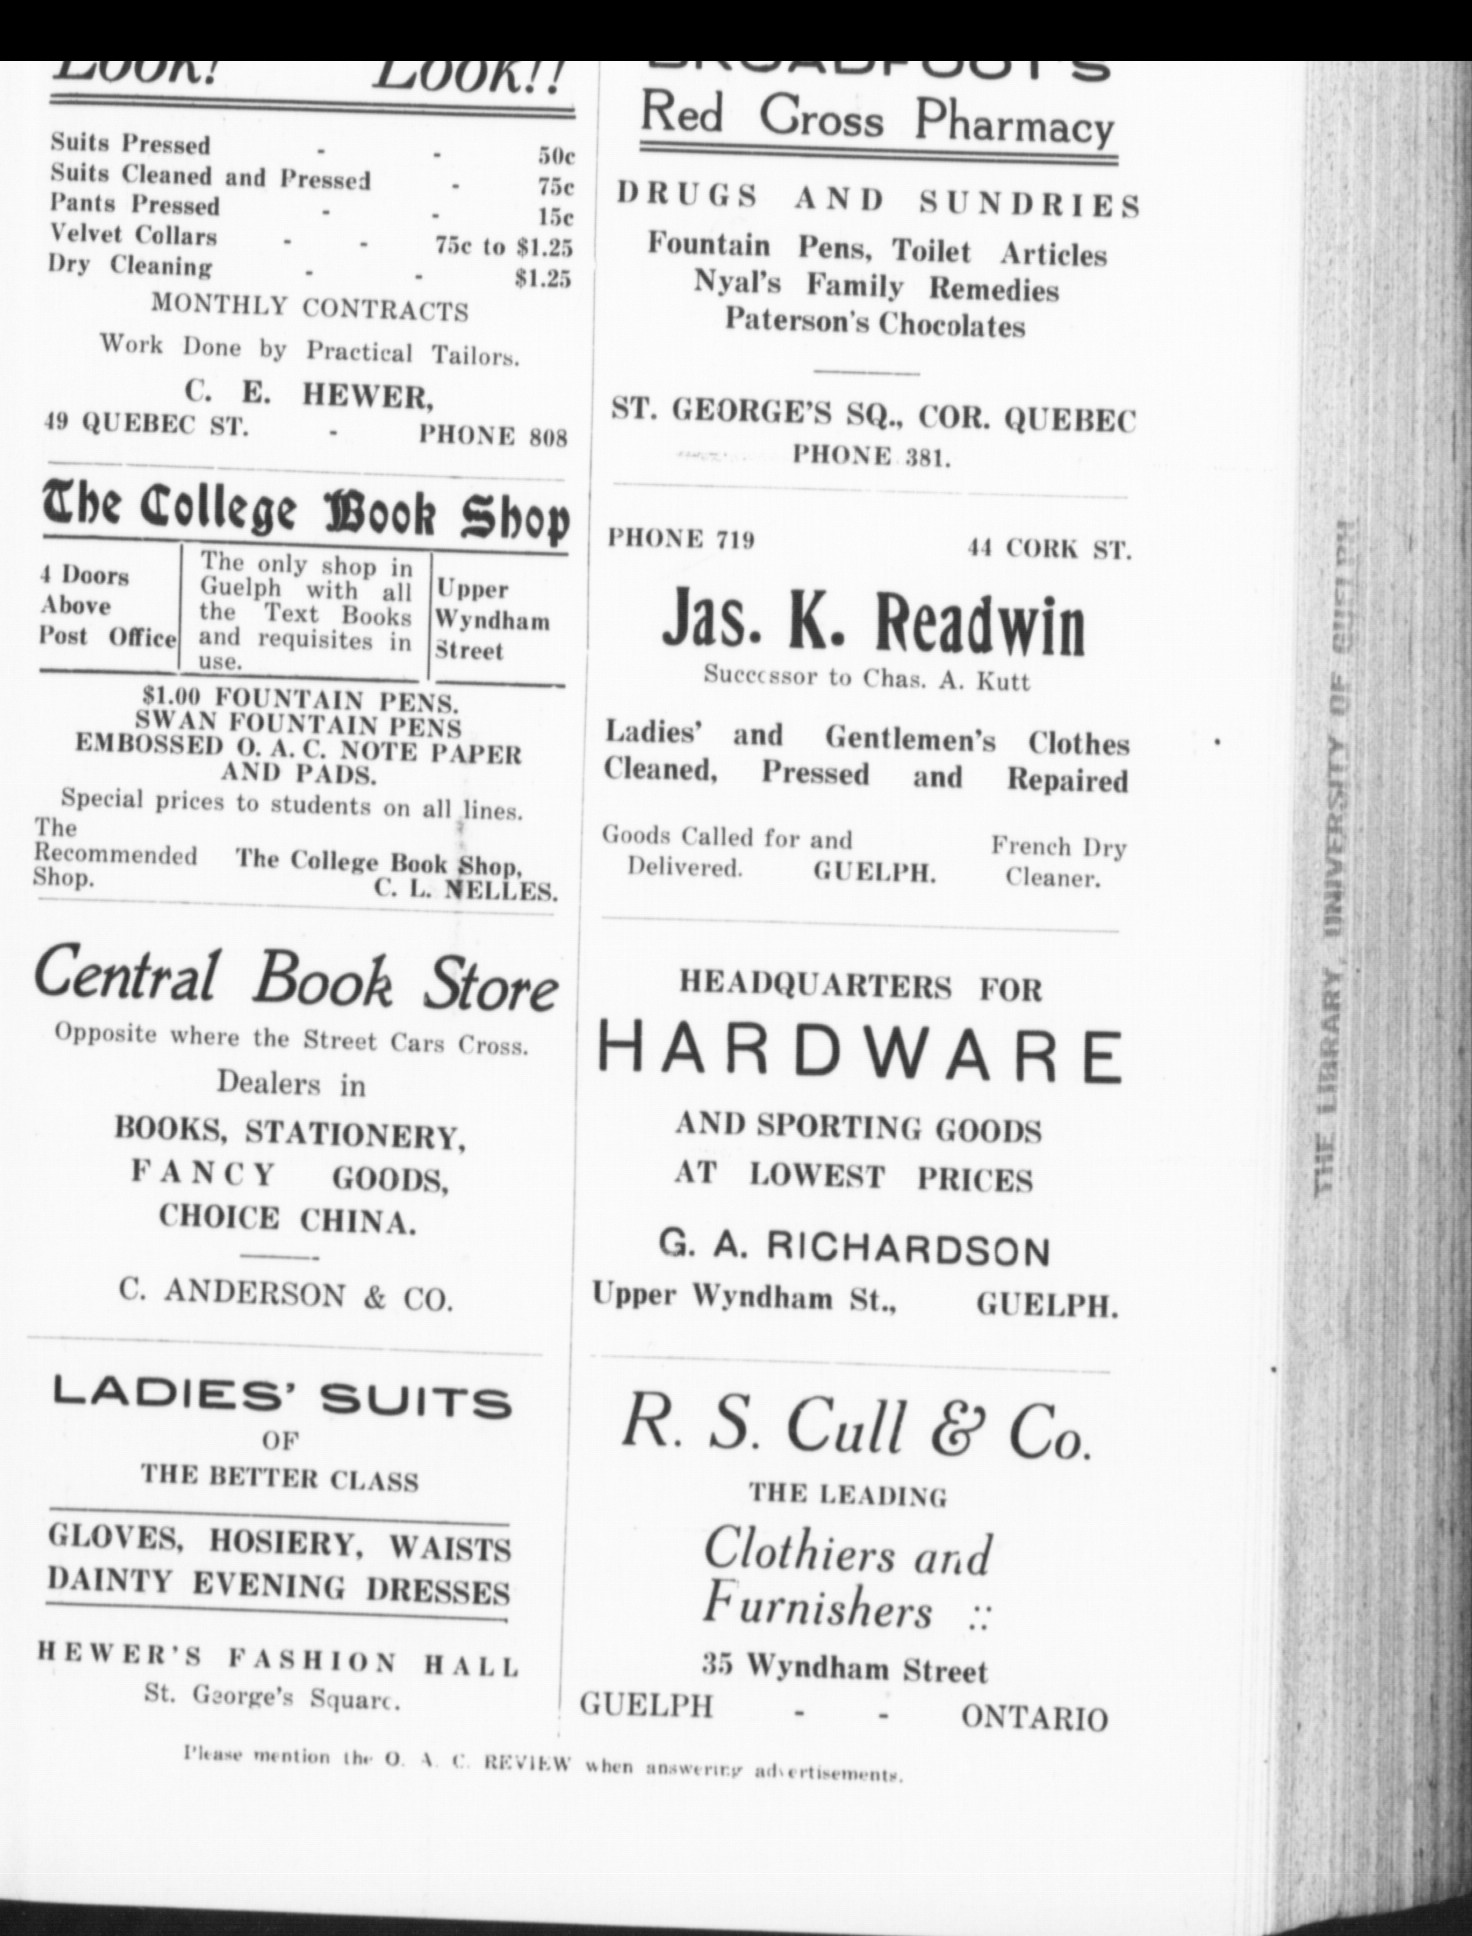 Look! Look!!
Suits Pressed - - 50c
Suits Cleaned and Pressed - 75c
Pants Pressed - - 15c
Velvet Collars - - 75c to $1.25
Dry Cleaning - - $1.25
MONTHLY CONTRACTS
Work Done by Practical Tailors.
C. E. HEWER,
49 QUEBEC ST. - PHONE 808
The College Book Shop
4 Doors
Above
Post Office
The only shop in
Guelph with all
the Text Books
and requisites in
use.
Upper
Wyndham
Street
$1.00 FOUNTAIN PENS.
SWAN FOUNTAIN PENS
EMBOSSED O. A. C. NOTE PAPER
AND PADS.
Special prices to students on all lines.
The
Recommended
Shop.
The College Book Shop,
C. L. NELLES.
Central Book Store
Opposite where the Street Cars Cross.
Dealers in
BOOKS, STATIONERY,
FANCY GOODS,
CHOICE CHINA.
C. ANDERSON & CO.
LADIES' SUITS
OF
THE BETTER CLASS
GLOVES, HOSIERY, WAISTS
DAINTY EVENING DRESSES
HEWER'S FASHION HALL
St. George's Square.
BROADFOOT'S
Red Cross Pharmacy
DRUGS AND SUNDRIES
Fountain Pens, Toilet Articles
Nyal's Family Remedies
Paterson's Chocolates
ST. GEORGE'S SQ., COR. QUEBEC
PHONE 381.
PHONE 719 44 CORK ST.
Jas. K. Readwin
Successor to Chas. A. Kutt
Ladies' and Gentlemen's Clothes
Cleaned, Pressed and Repaired
Goods Called for and
Delivered.
GUELPH.
French Dry
Cleaner.
HEADQUARTERS FOR
HARDWARE
AND SPORTING GOODS
AT LOWEST PRICES
G. A. RICHARDSON
Upper Wyndham St., GUELPH.
R. S. Cull & Co.
THE LEADING
Clothiers and
Furnishers ::
35 Wyndham Street
GUELPH - - ONTARIO
Please mention the O. A. C. REVIEW when answering advertisements.
THE LIBRARY, UNIVERSITY OF GUELPH